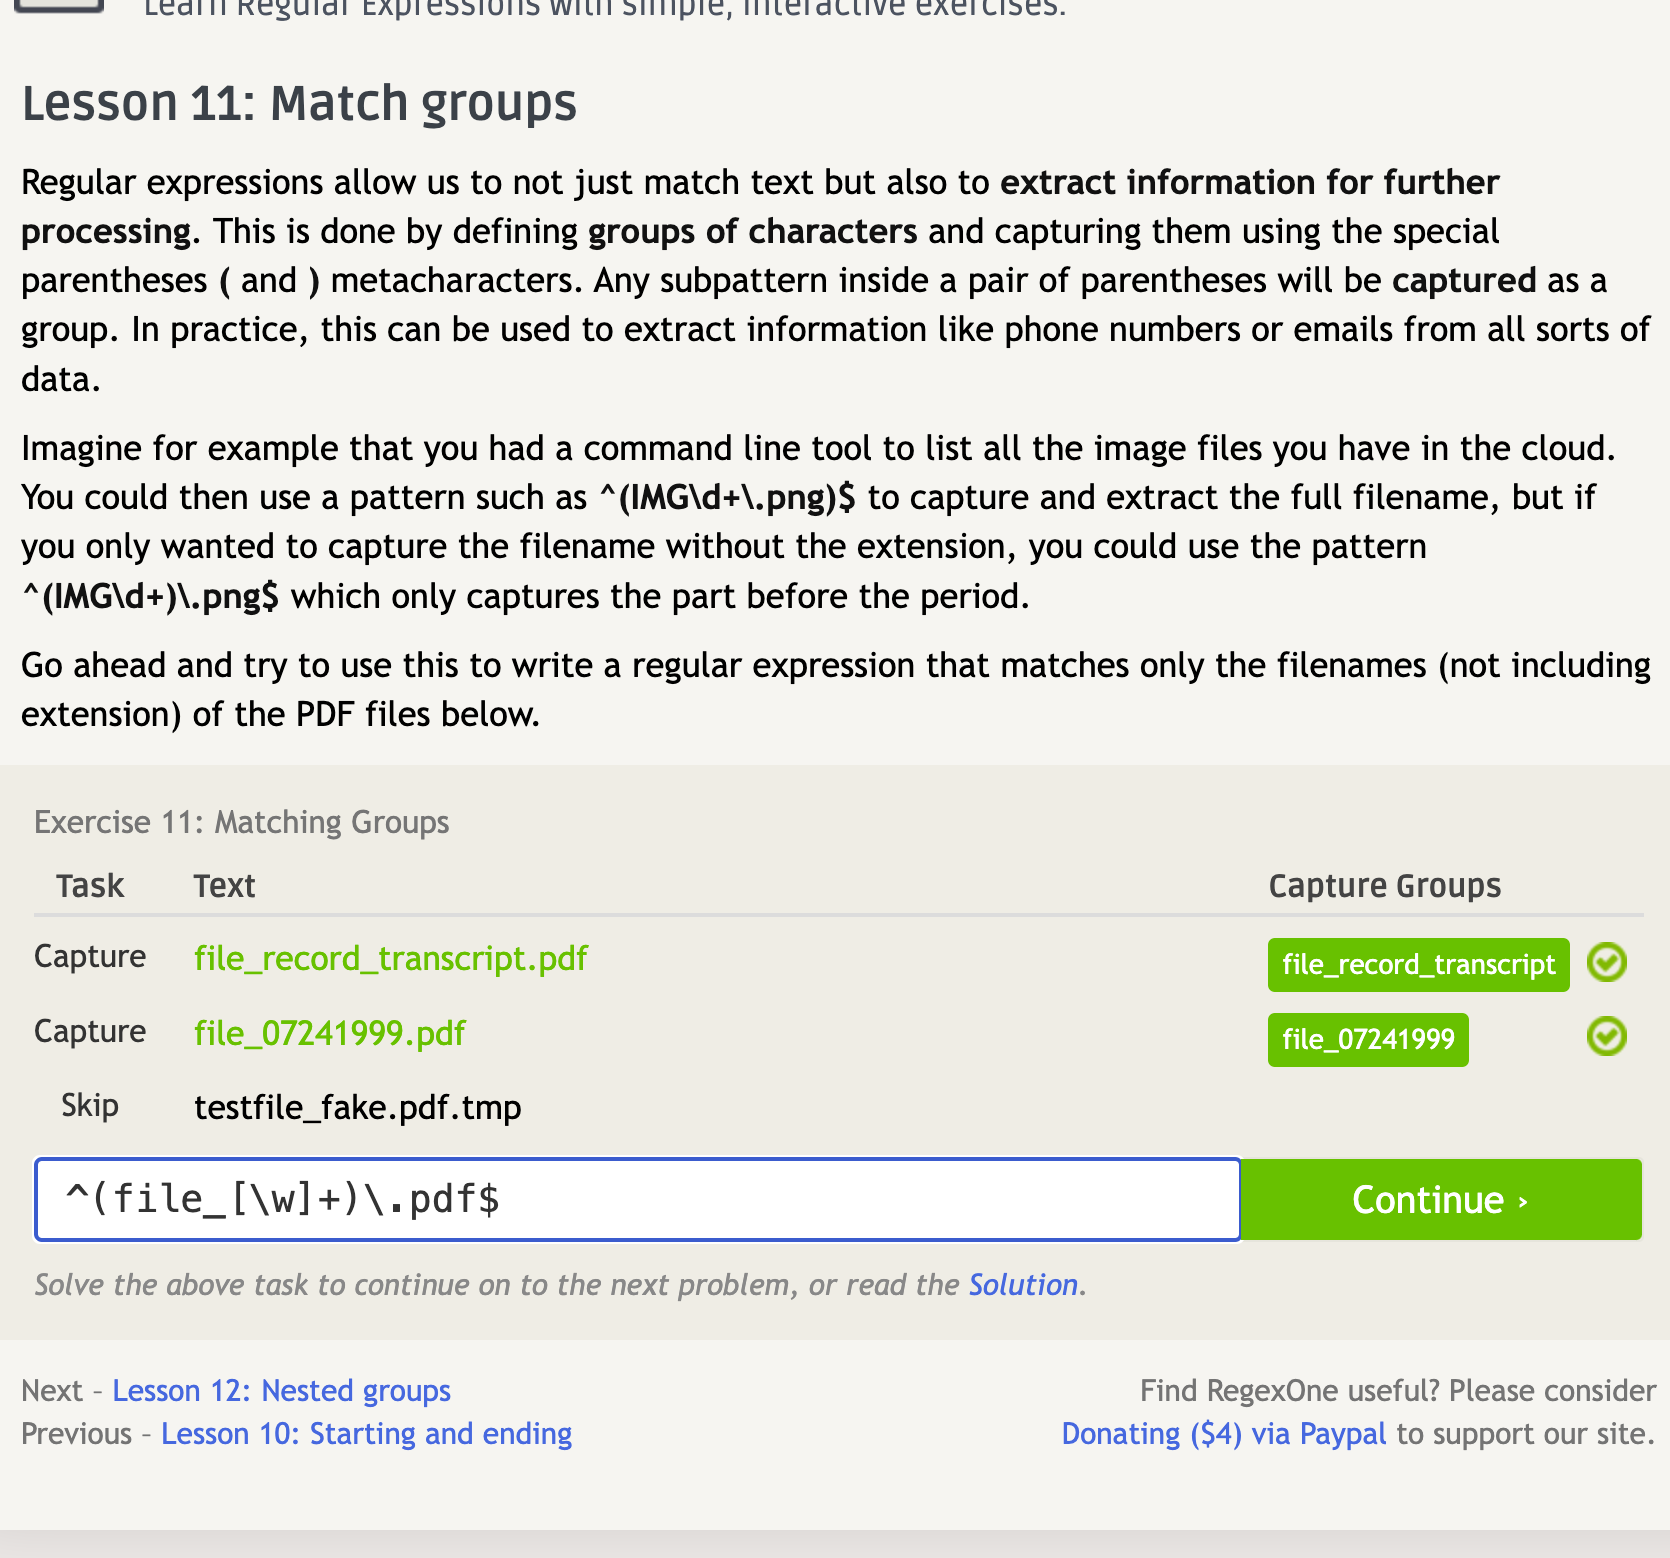 Learn Regular Expressions with simple, interactive exercises.
Lesson 11: Match groups
Regular expressions allow us to not just match text but also to extract information for further
processing. This is done by defining groups of characters and capturing them using the special
parentheses ( and ) metacharacters. Any subpattern inside a pair of parentheses will be captured as a
group. In practice, this can be used to extract information like phone numbers or emails from all sorts of
data.
Imagine for example that you had a command line tool to list all the image files you have in the cloud.
You could then use a pattern such as ^(IMG\d+\.png)$ to capture and extract the full filename, but if
you only wanted to capture the filename without the extension, you could use the pattern
^(IMG\d+)\.png$ which only captures the part before the period.
Go ahead and try to use this to write a regular expression that matches only the filenames (not including
extension) of the PDF files below.
Exercise 11: Matching Groups
Task Text Capture Groups
Capture file_record_transcript.pdf file_record_transcript
Capture file_07241999.pdf file_07241999
Skip testfile_fake.pdf.tmp
^(file_[\w]+)\.pdf$ Continue ›
Solve the above task to continue on to the next problem, or read the Solution.
Next – Lesson 12: Nested groups
Previous – Lesson 10: Starting and ending
Find RegexOne useful? Please consider
Donating ($4) via Paypal to support our site.